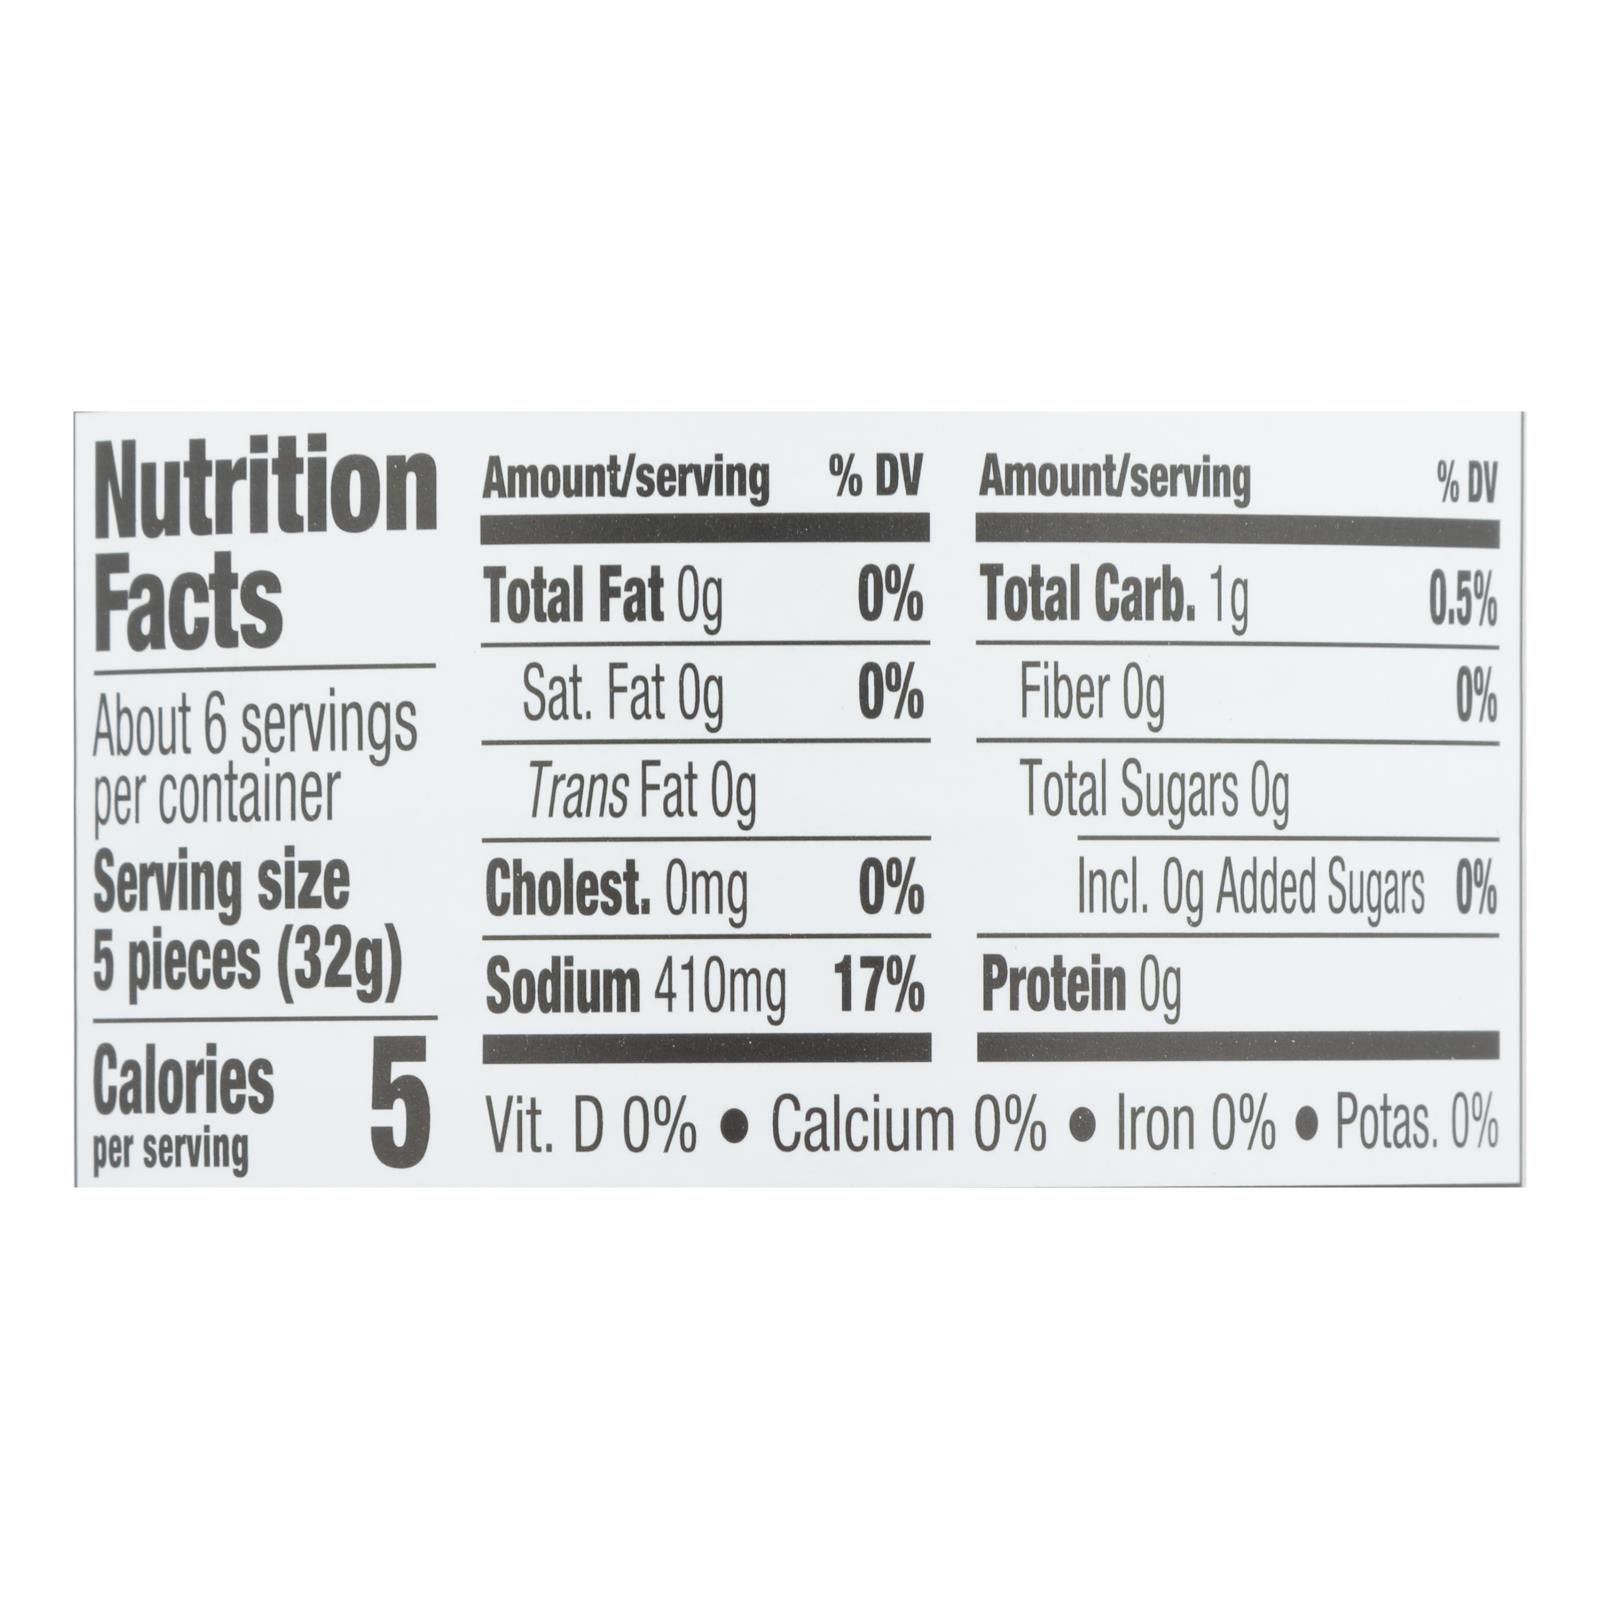 Nutrition
Facts
About 6 servings
per container
Serving size
5 pieces (32g)
Calories 5
per serving
Amount/serving % DV
Total Fat 0g 0%
Sat. Fat 0g 0%
Trans Fat 0g
Cholest. 0mg 0%
Sodium 410mg 17%
Amount/serving % DV
Total Carb. 1g 0.5%
Fiber 0g 0%
Total Sugars 0g
Incl. 0g Added Sugars 0%
Protein 0g
Vit. D 0% ● Calcium 0% ● Iron 0% ● Potas. 0%